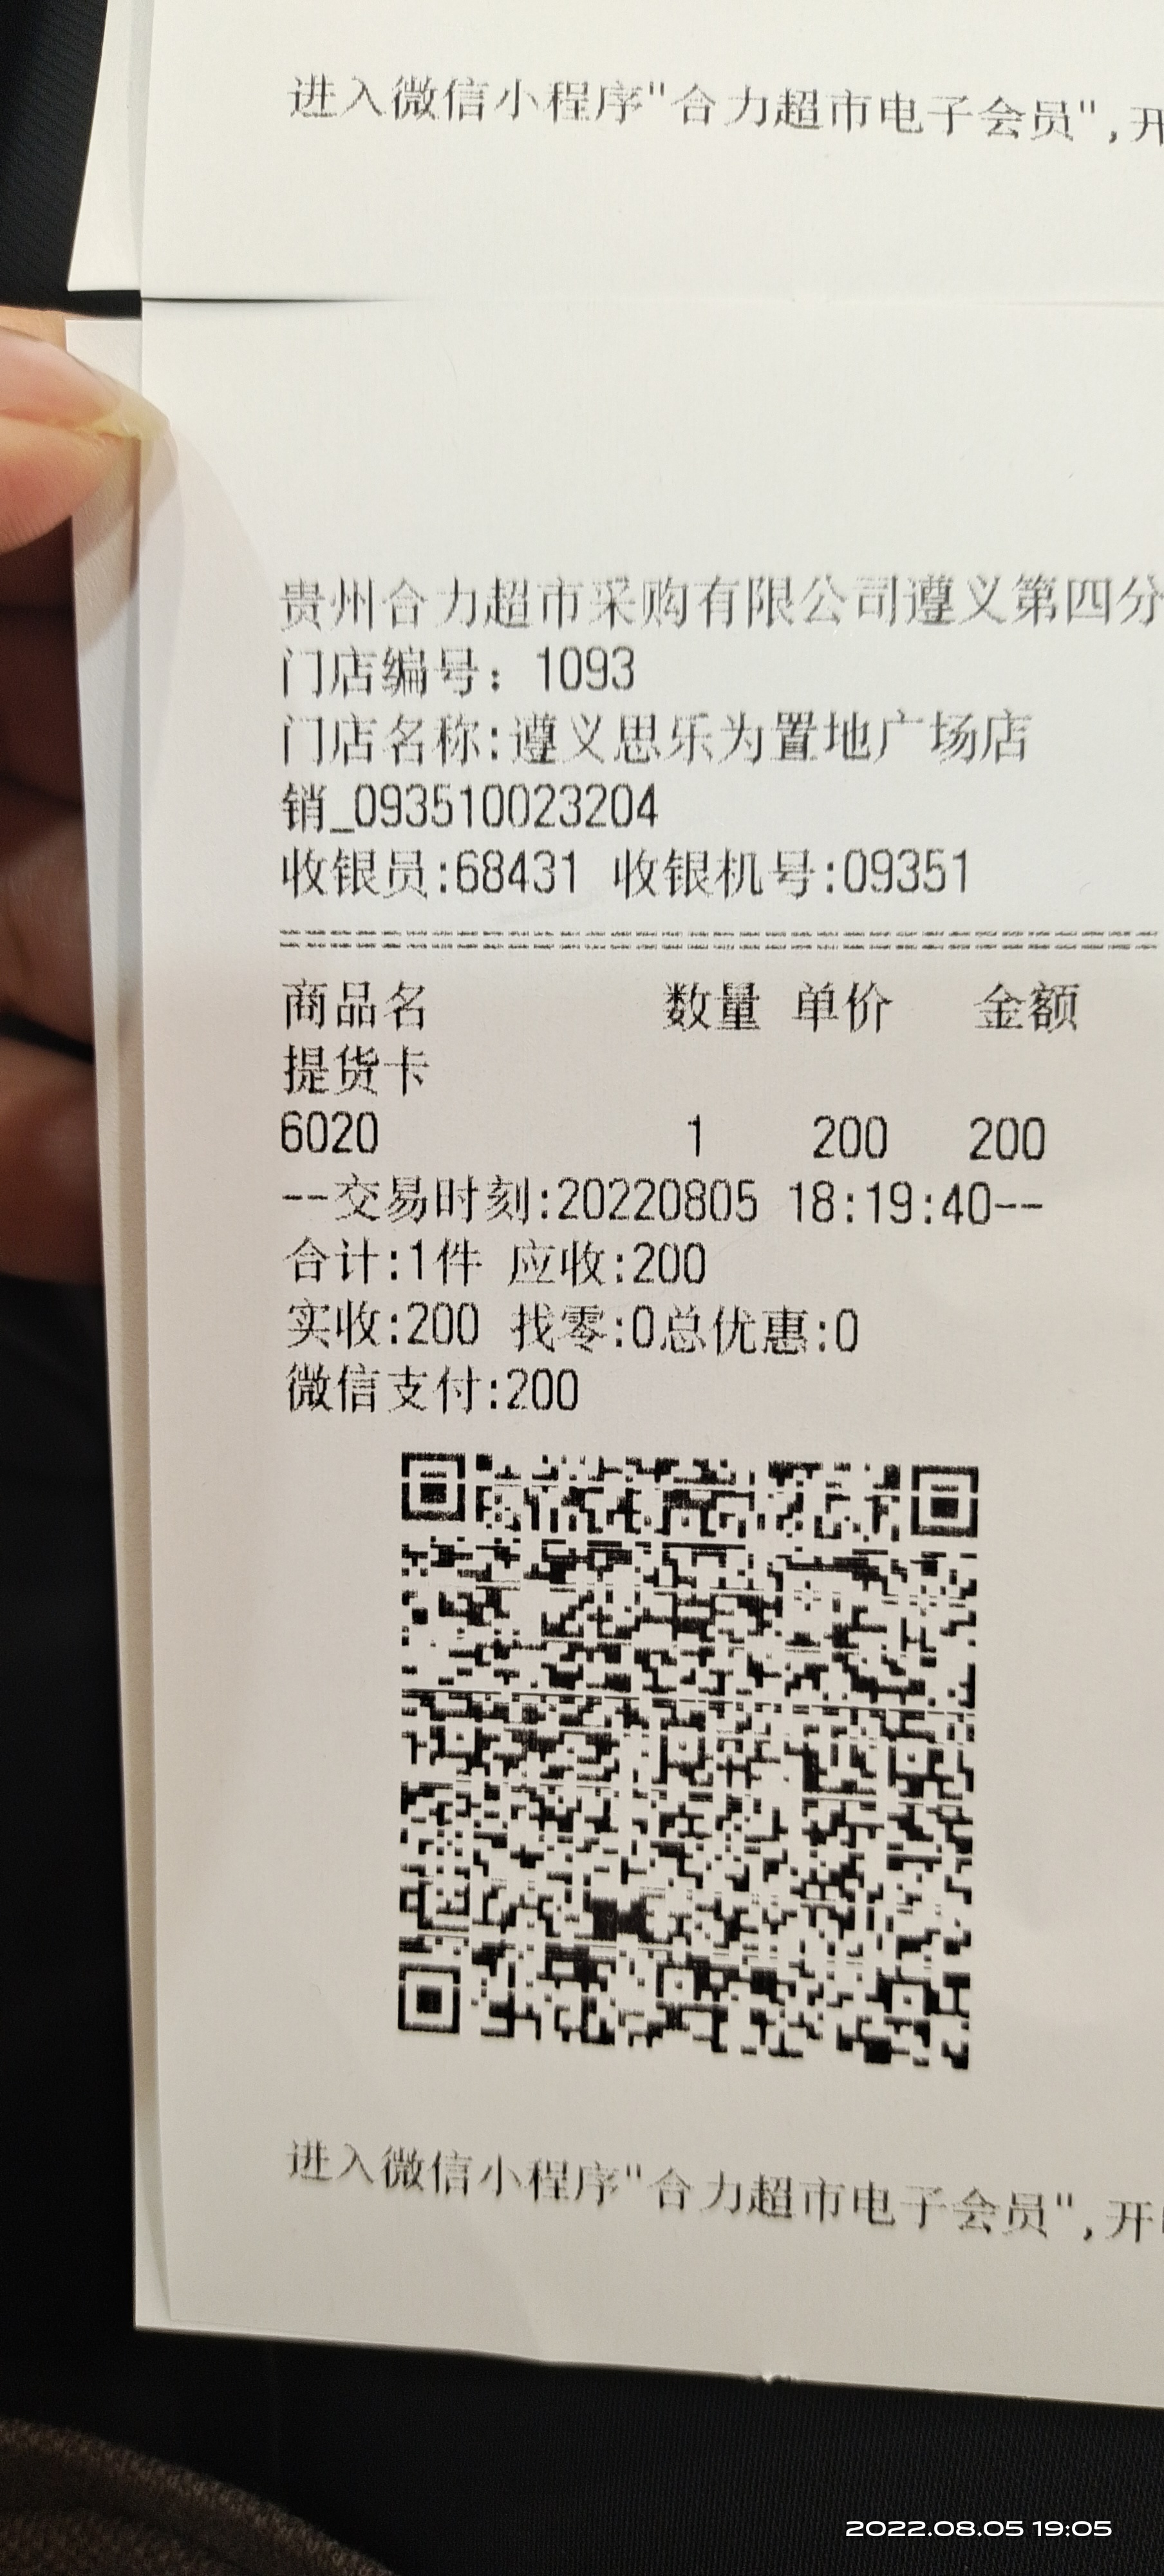 进入微信小程序"合力超市电子会员",开
贵州合力超市采购有限公司遵义第四分
门店编号：1093
门店名称:遵义思乐为置地广场店
销_093510023204
收银员:68431 收银机号:09351
商品名 数量 单价 金额
提货卡
6020 1 200 200
--交易时刻:20220805 18:19:40--
合计:1件 应收:200
实收:200 找零:0总优惠:0
微信支付:200
进入微信小程序"合力超市电子会员",开
2022.08.05 19:05